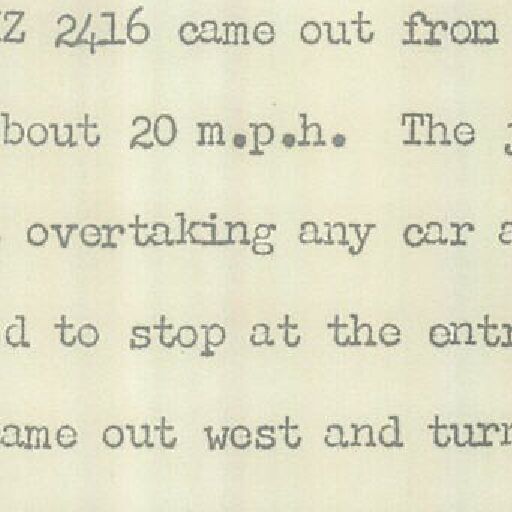 Z 2416 came out from
bout 20 m.p.h. The
overtaking any car a
d to stop at the entr
ame out west and turn